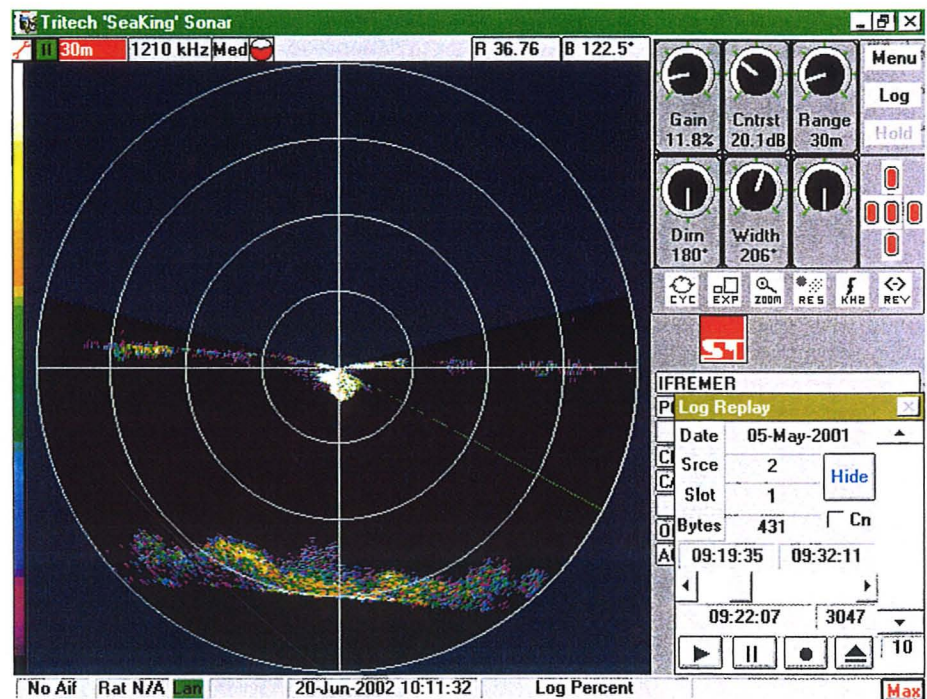 Tritech 'SeaKing' Sonar
30m 1210 kHz Med R 36.76 B 122.5°
Menu
Log
Hold
Gain Cntrst Range
11.8% 20.1dB 30m
Dirn Width
180° 206°
CYC EXP ZOOM RES KHZ REV
IFREMER
Log Replay
Date 05-May-2001
Srce 2
Hide
Slot 1
Bytes 431 Cn
09:19:35 09:32:11
09:22:07 3047
10
No Aif Rat N/A Lan 20-Jun-2002 10:11:32 Log Percent Max